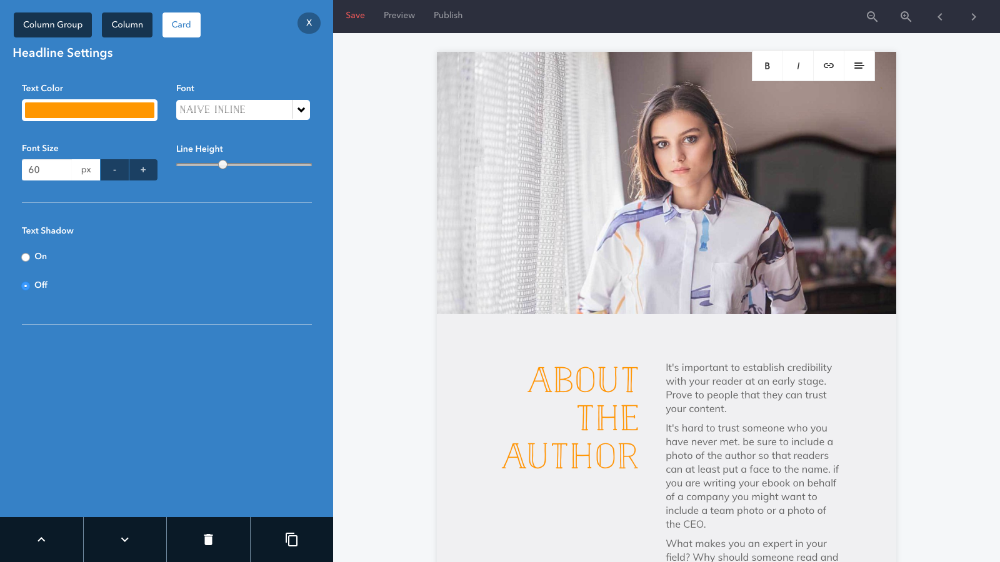 Column Group
Column
Card
X
Save
Preview
Publish
Headline Settings
Text Color
Font
NAIVE INLINE
Font Size
Line Height
60
px
-
+
Text Shadow
On
Off
B
I
ABOUT
THE
AUTHOR
It's important to establish credibility
with your reader at an early stage.
Prove to people that they can trust
your content.
It's hard to trust someone who you
have never met. be sure to include a
photo of the author so that readers
can at least put a face to the name. if
you are writing your ebook on behalf
of a company you might want to
include a team photo or a photo of
the CEO.
What makes you an expert in your
field? Why should someone read and